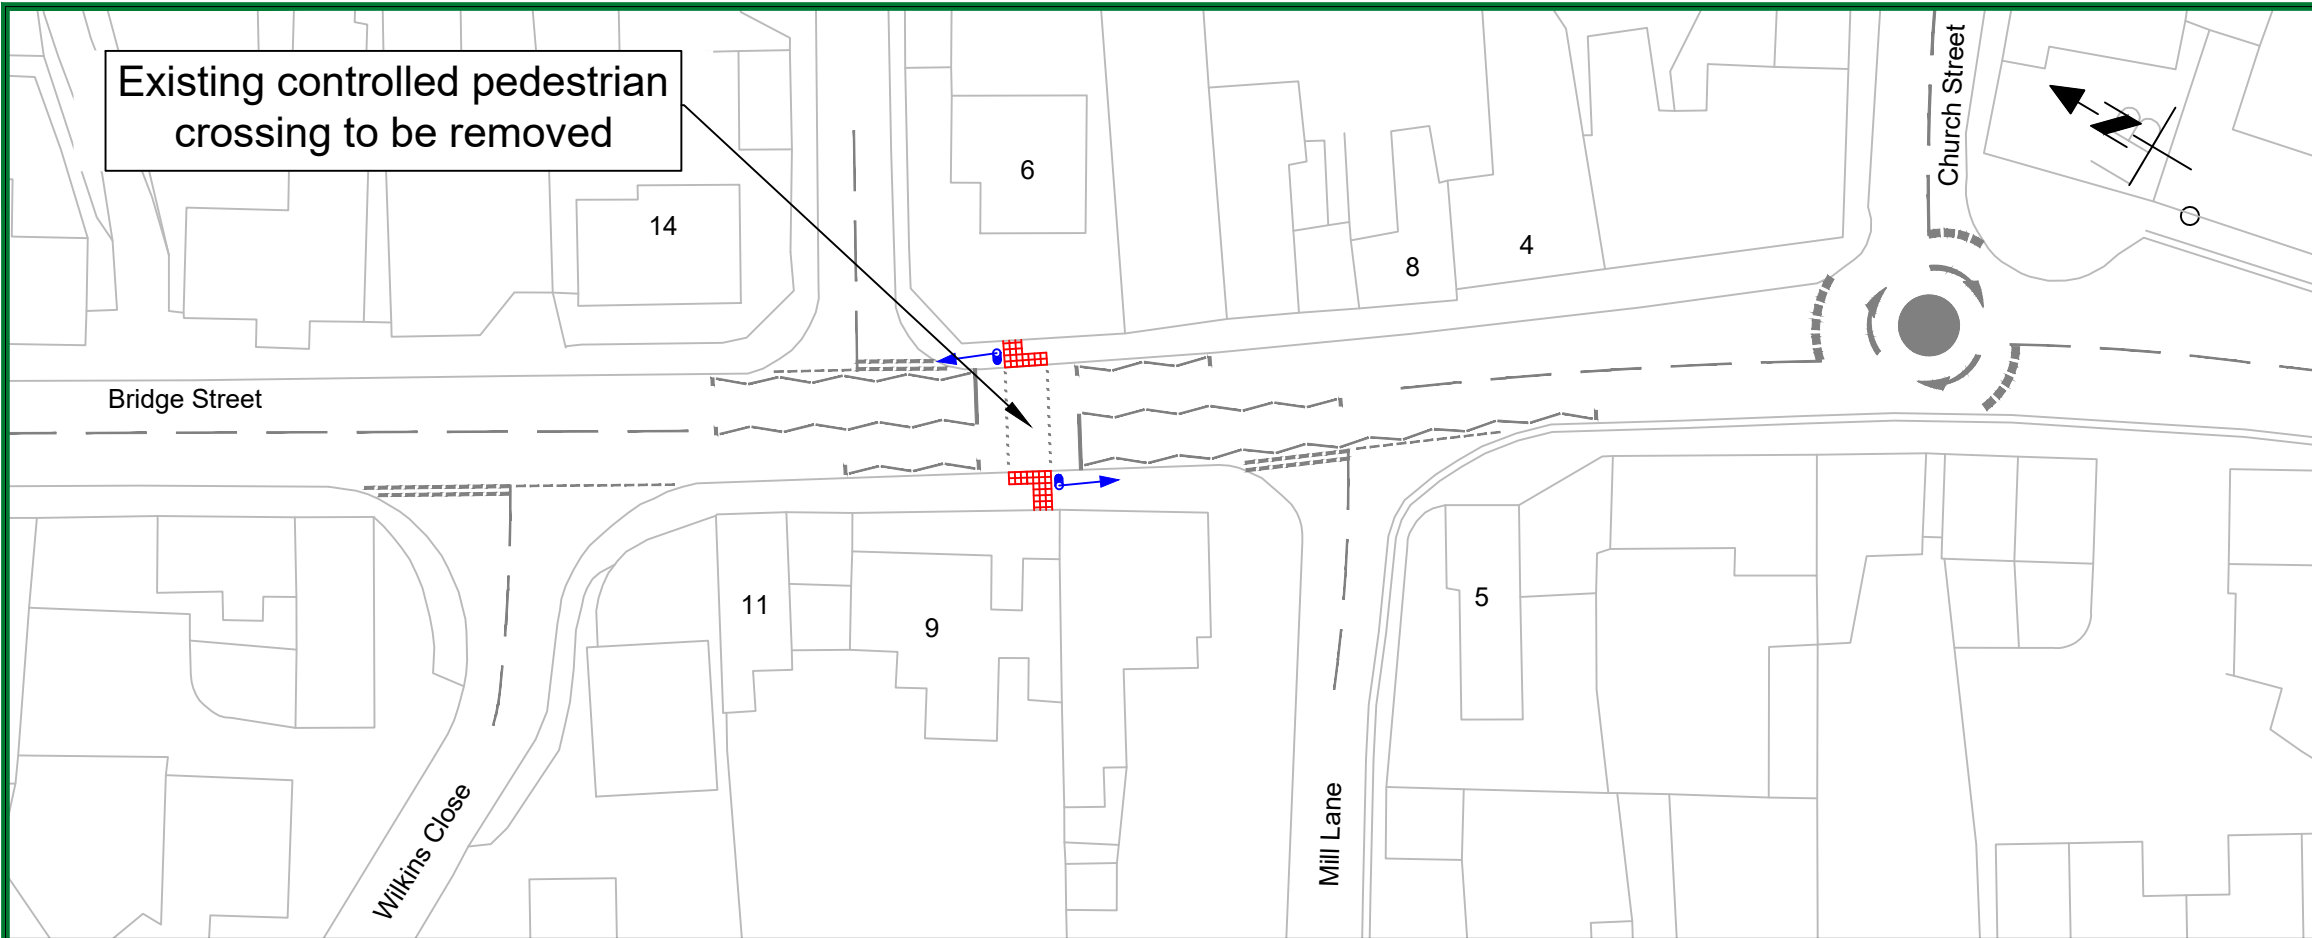 Existing controlled pedestrian
crossing to be removed
Church Street
N
6
14
4
8
Bridge Street
11
9
5
Wilkins Close
Mill Lane